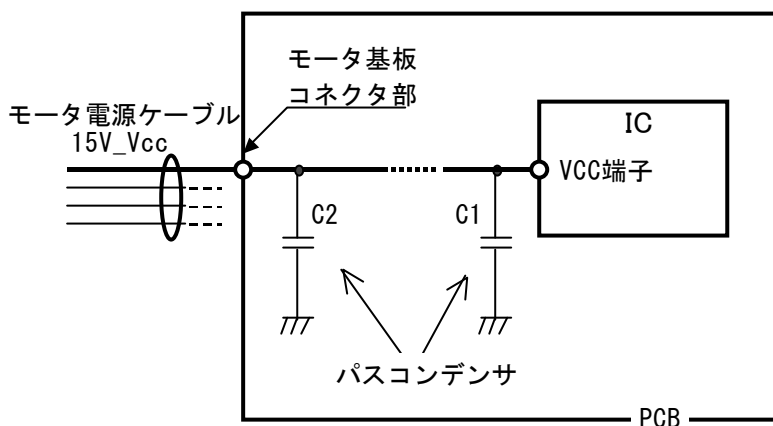 モータ基板
コネクタ部
モータ電源ケーブル
15V_Vcc
IC
VCC端子
C2
C1
パスコンデンサ
PCB